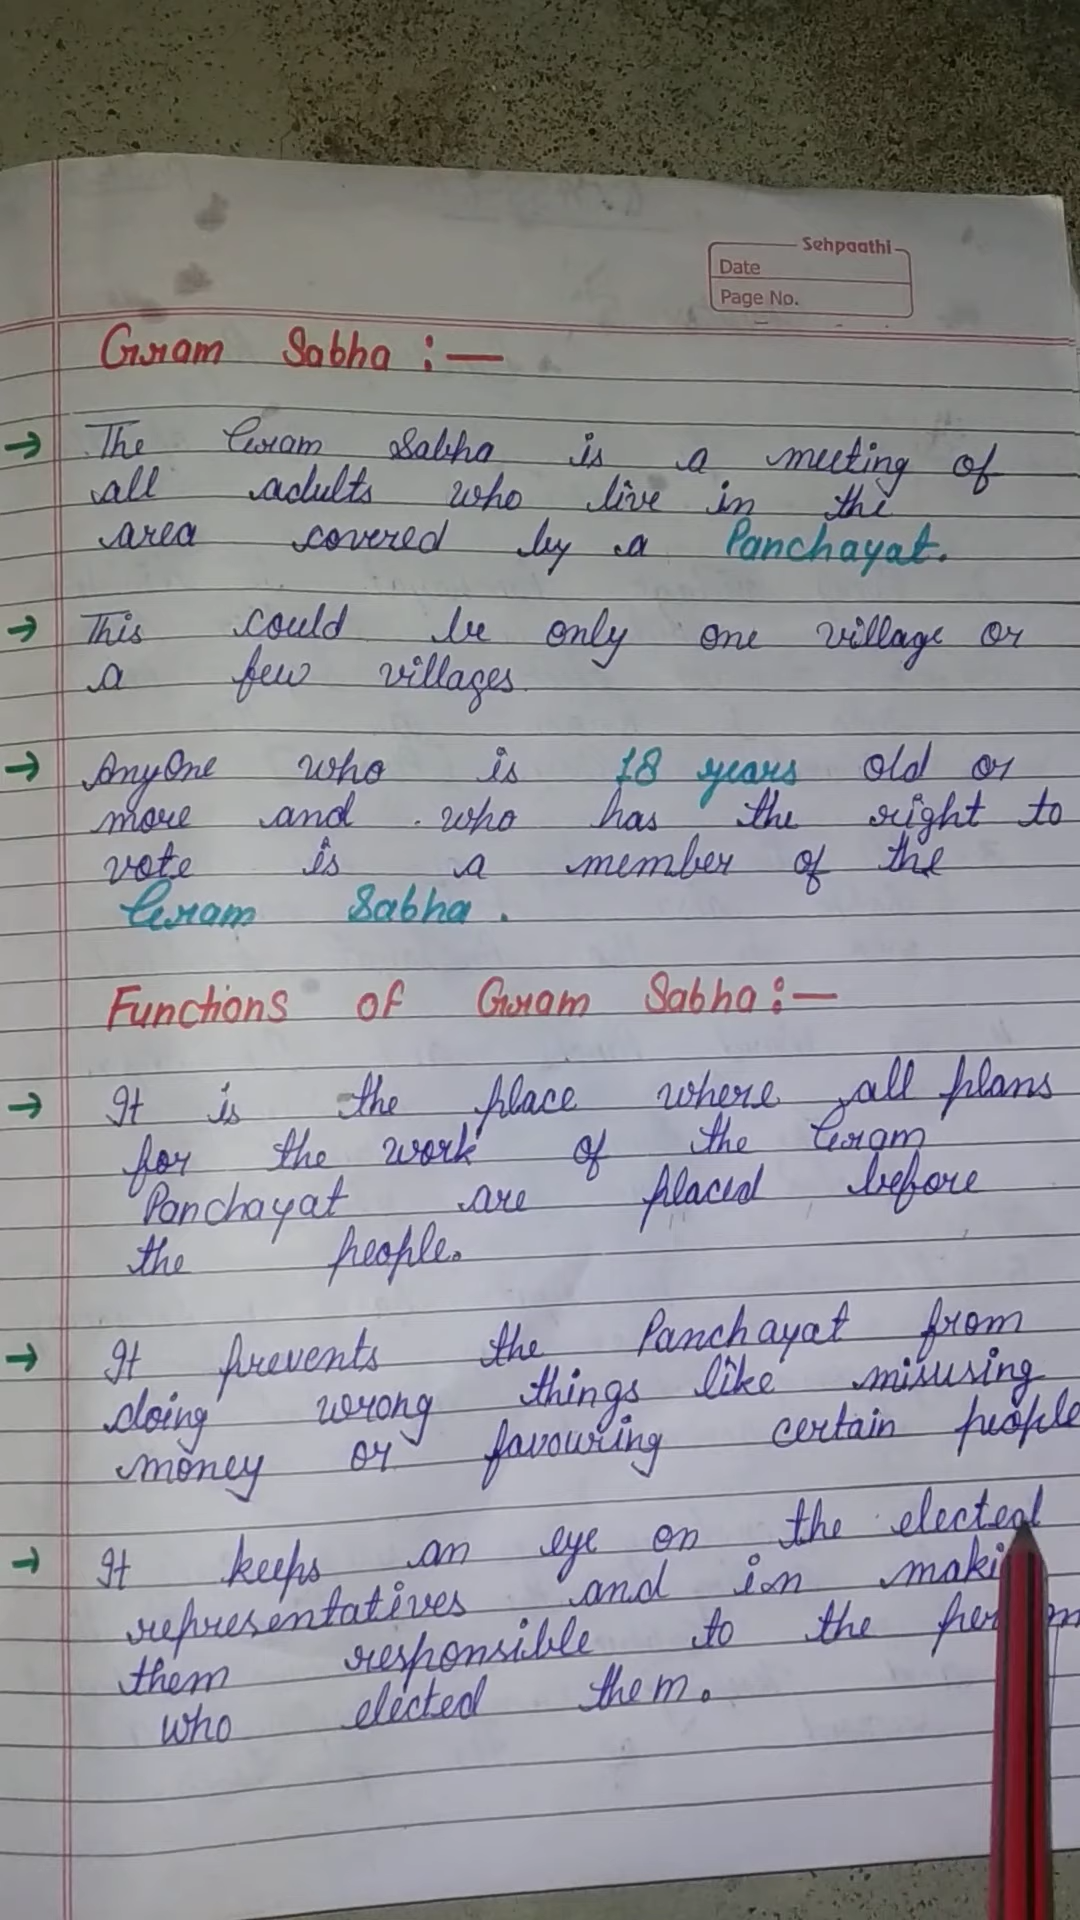 Sehpaathi
Date
Page No.
Gram Sabha :—
→ The Gram Sabha is a meeting of
all adults who live in the
area covered by a Panchayat.
→ This could be only one village or
a few villages.
→ AnyOne who is 18 years old or
more and who has the right to
vote is a member of the
Gram Sabha.
Functions of Gram Sabha :—
→ It is the place where all plans
for the work of the Gram
Panchayat are placed before
the people.
→ It prevents the Panchayat from
doing wrong things like misusing
money or favouring certain people
→ It keeps an eye on the elected
representatives and in
them responsible to the
who elected them.